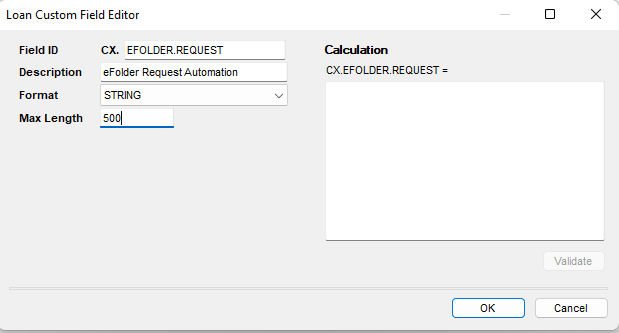 Loan Custom Field Editor
Field ID CX. EFOLDER.REQUEST
Description eFolder Request Automation
Format STRING
Max Length 500
Calculation
CX.EFOLDER.REQUEST =
Validate
OK Cancel